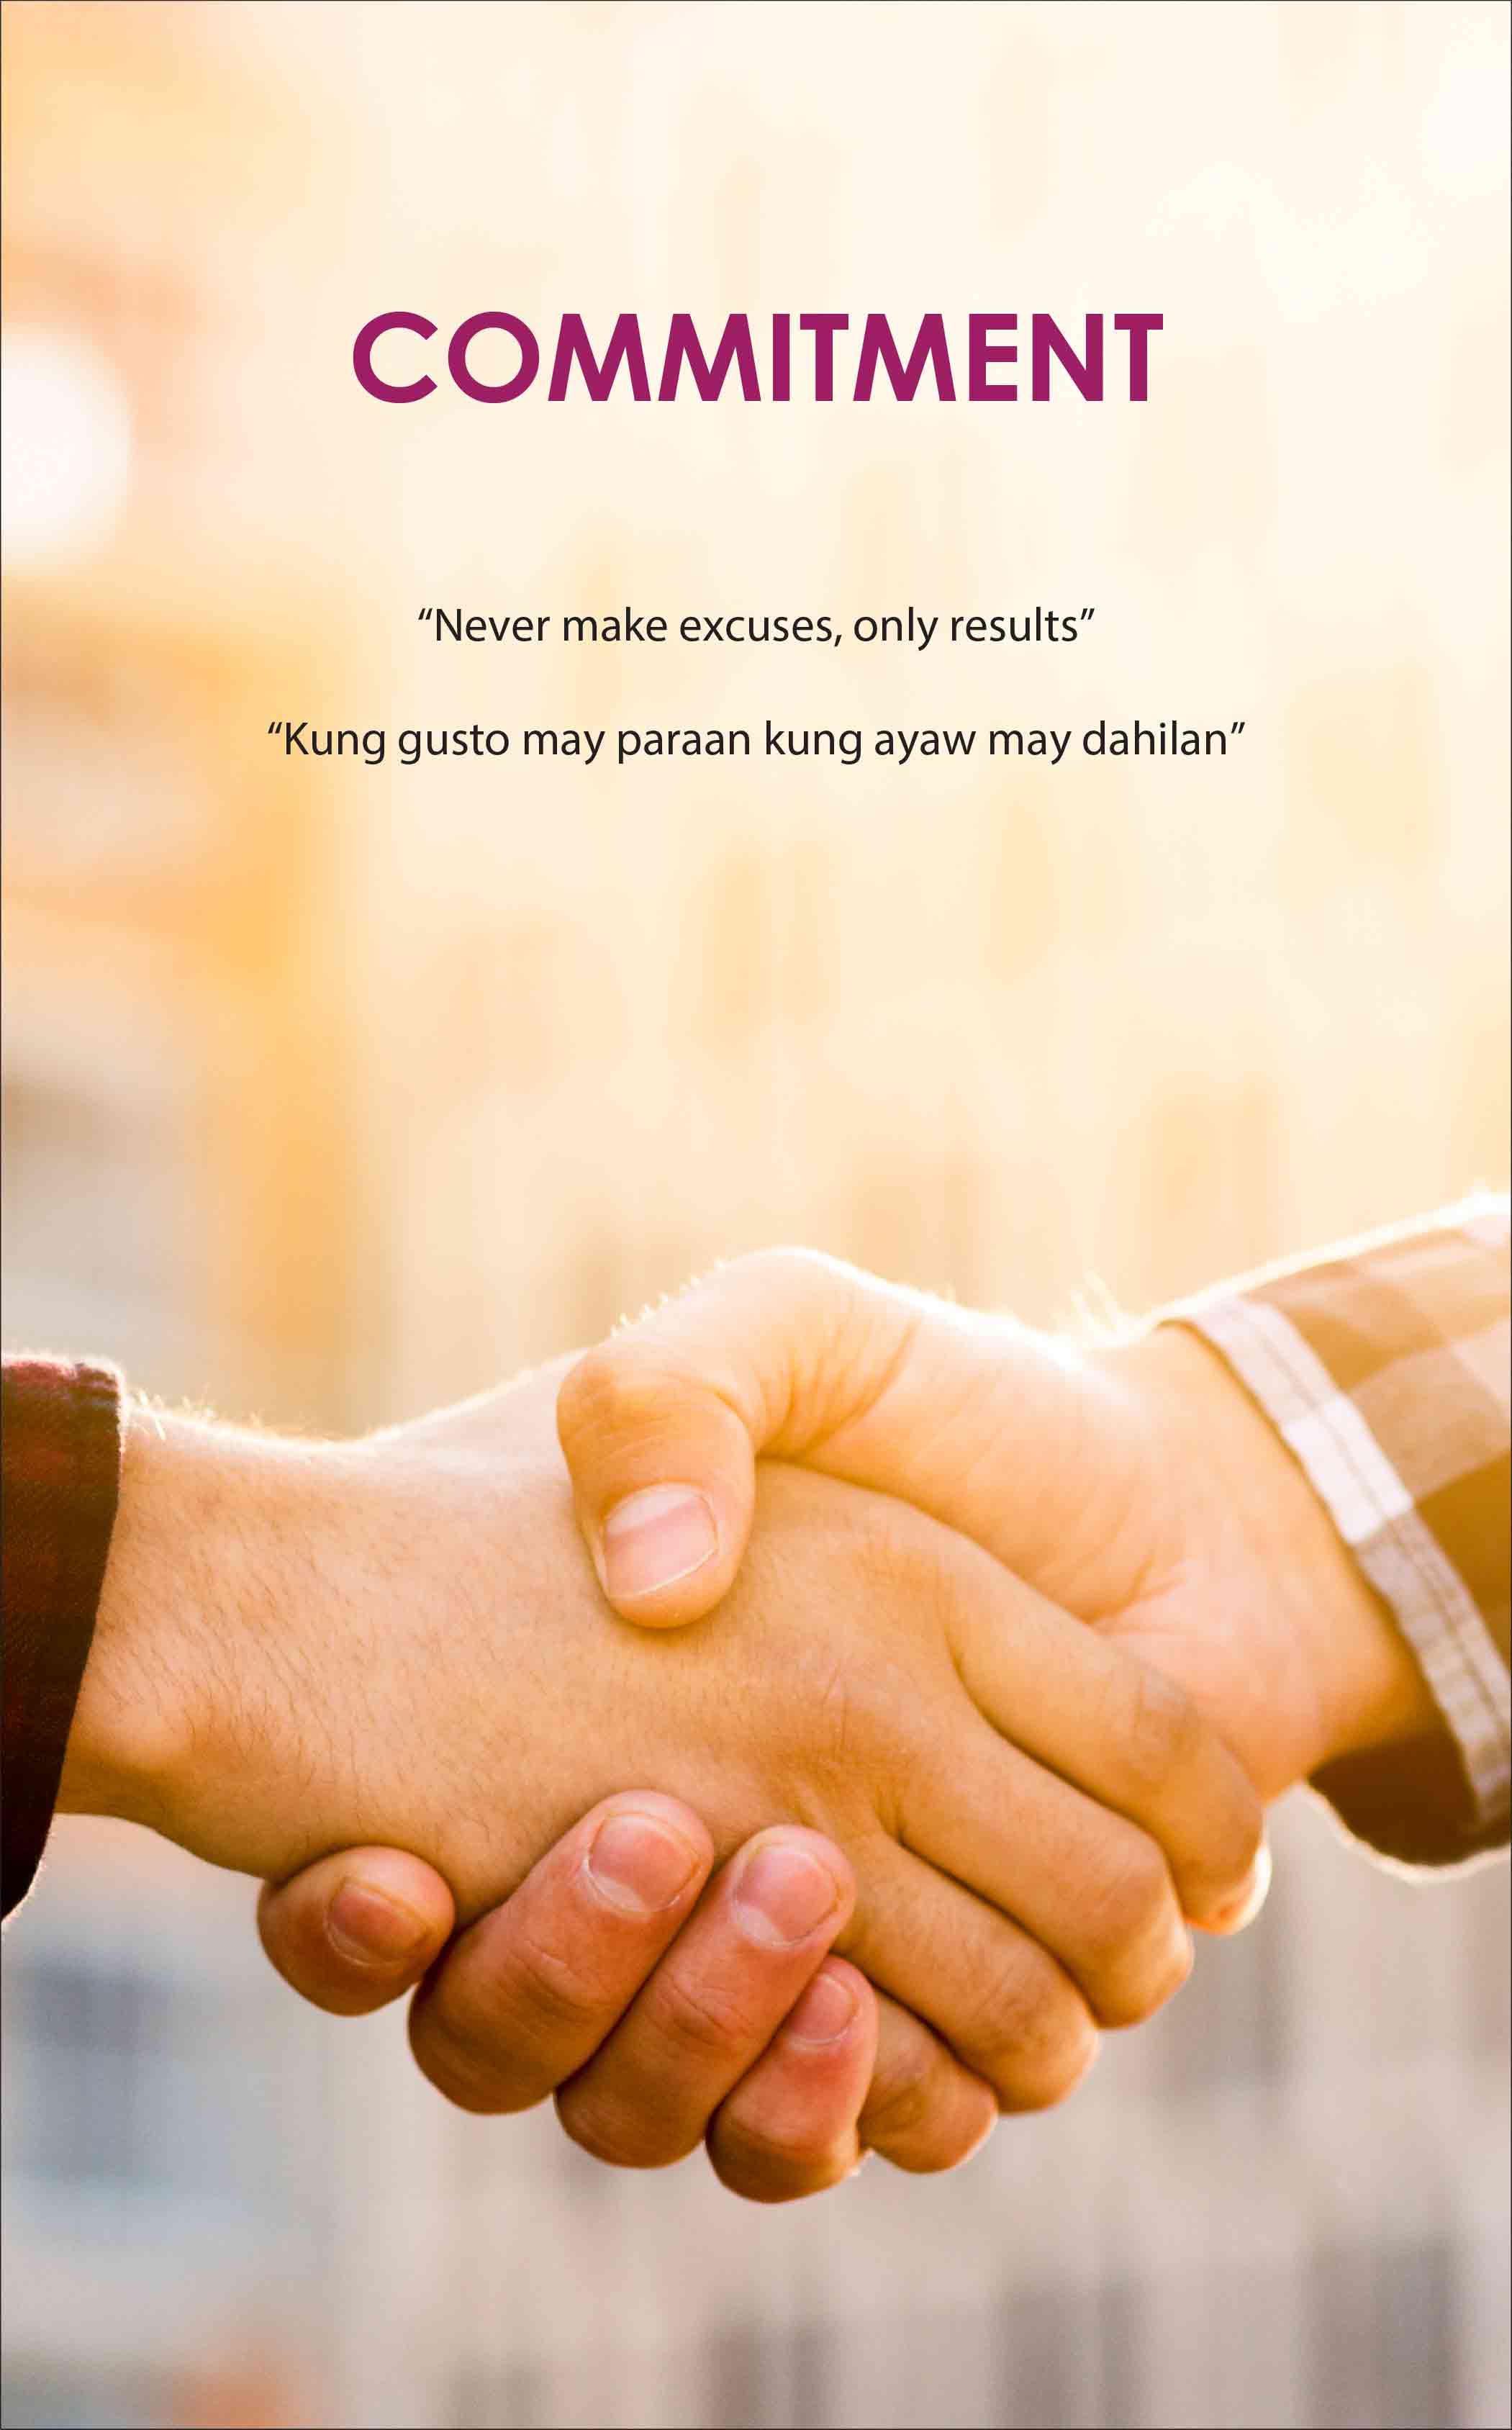 COMMITMENT
“Never make excuses, only results”
“Kung gusto may paraan kung ayaw may dahilan”